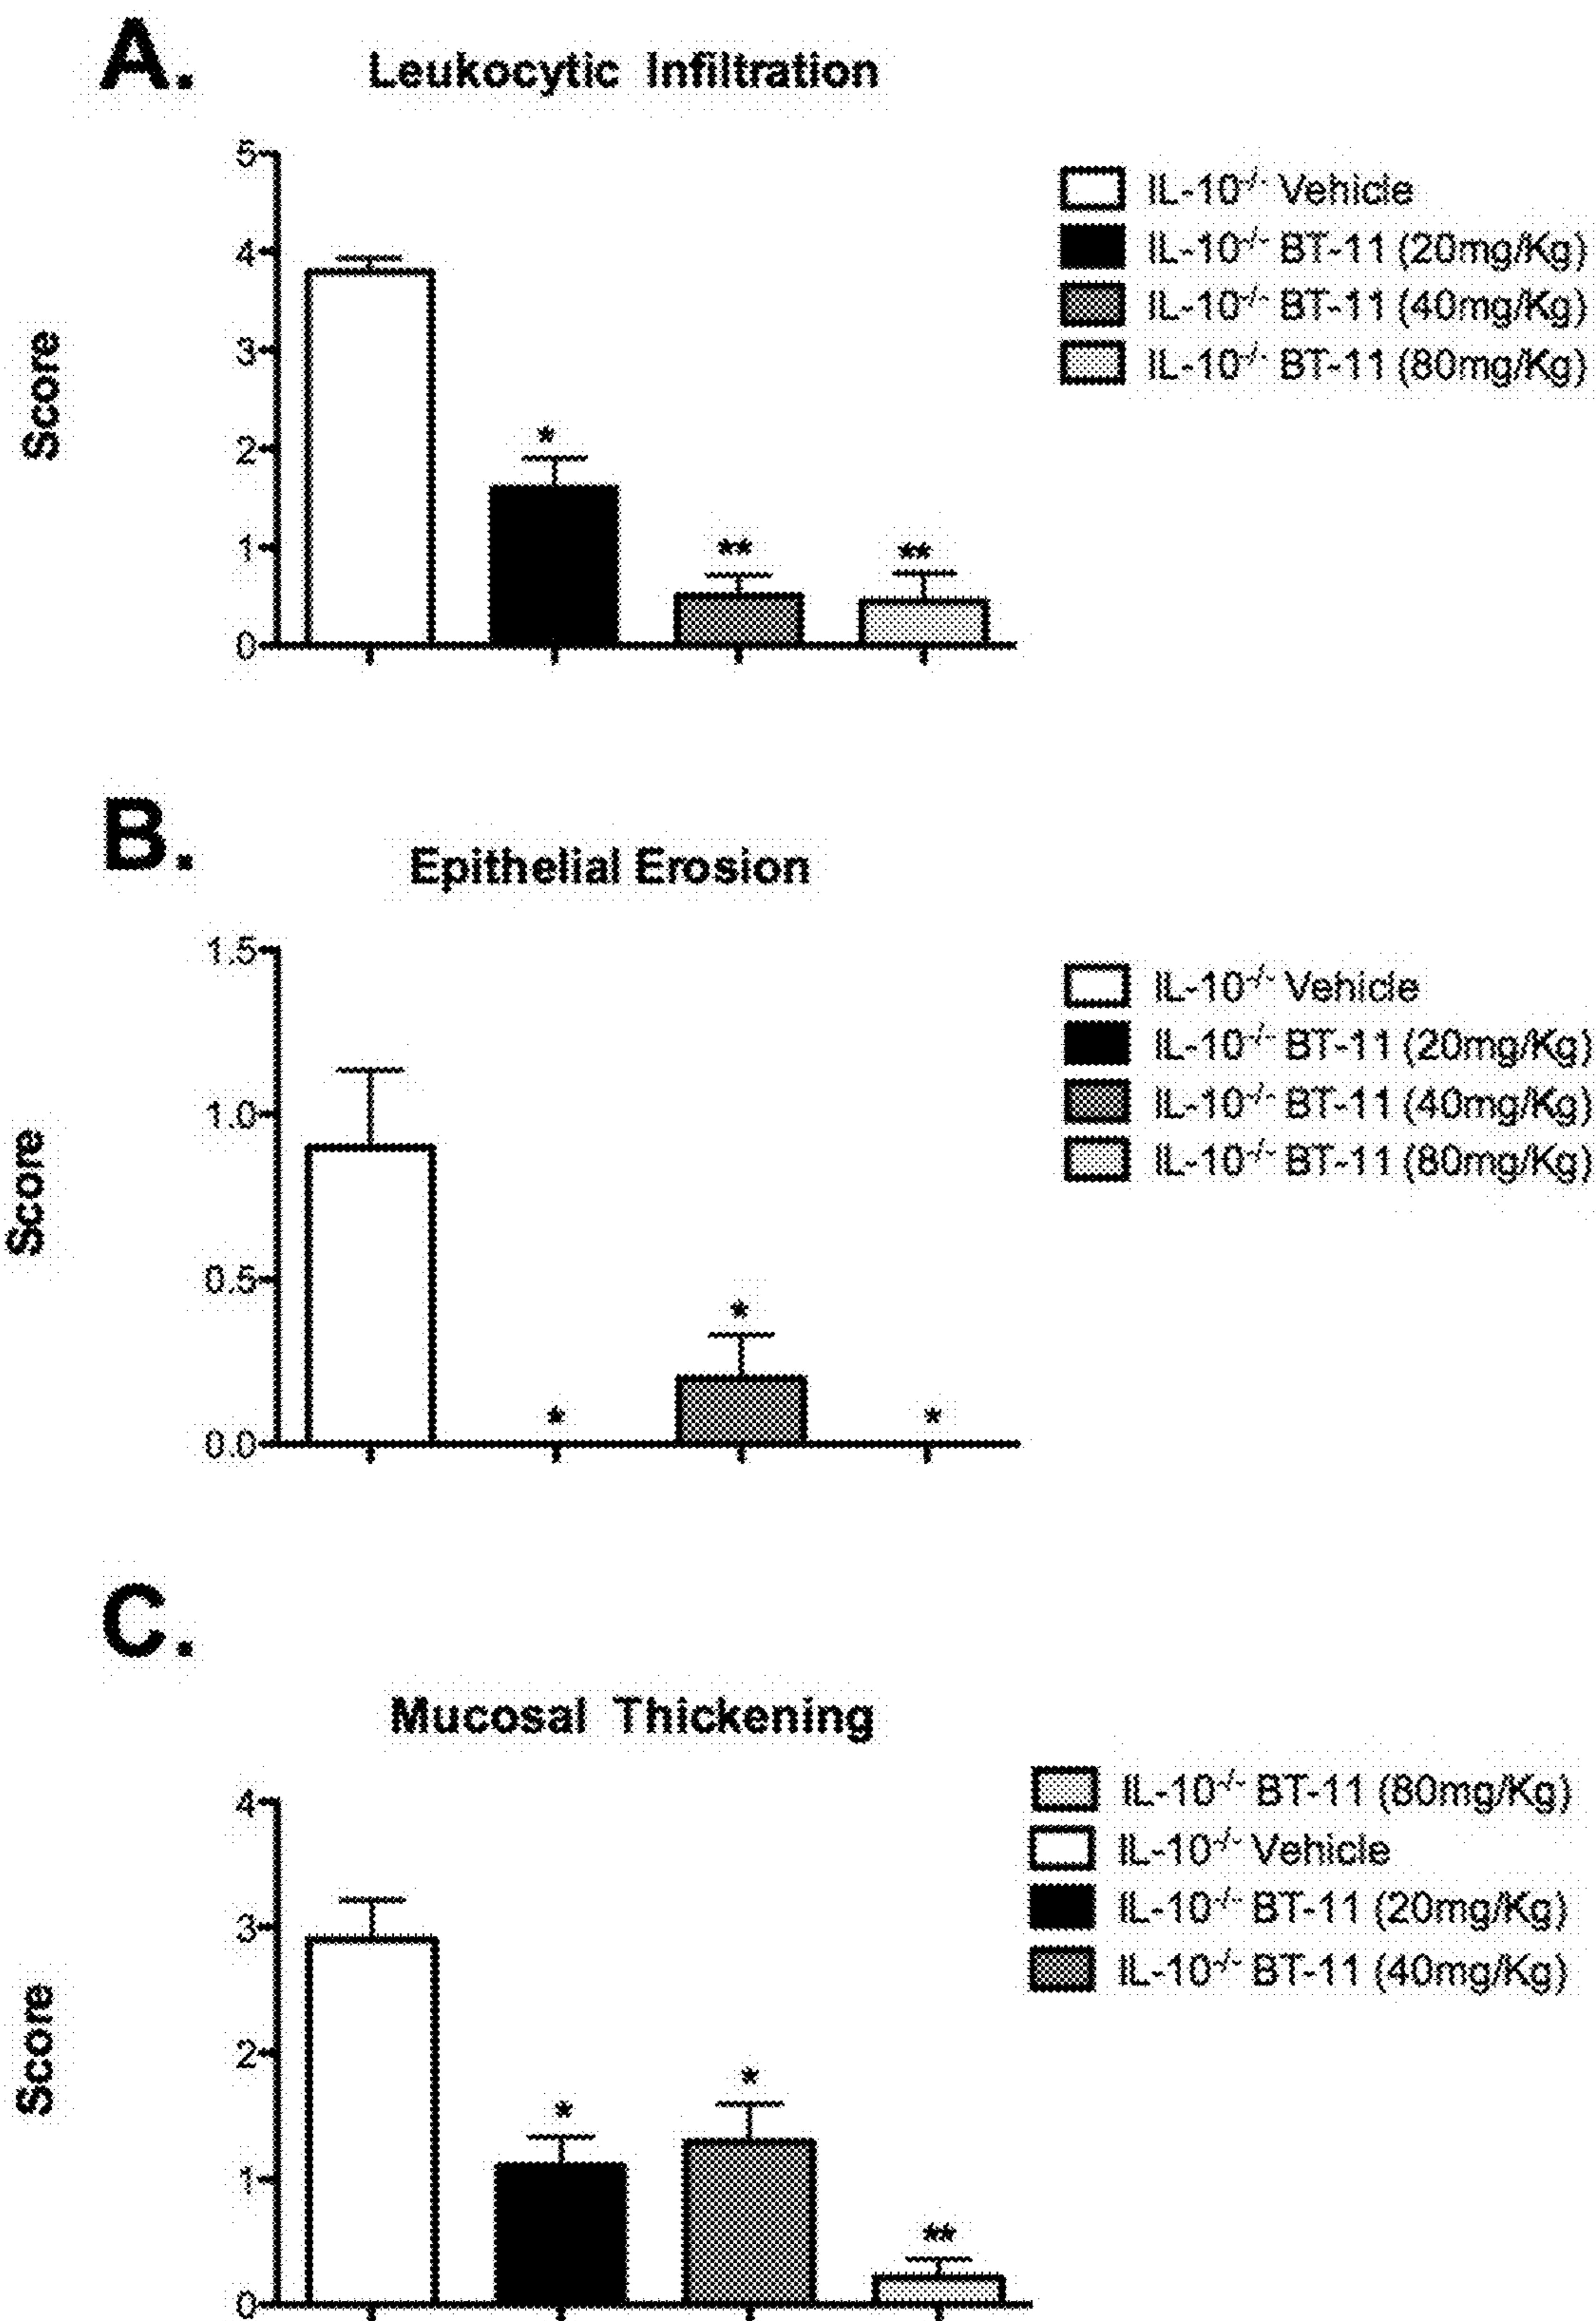 A.
Leukocytic Infiltration
Score
5
4
3
2
1
0
*
**
**
IL-10-/- Vehicle
IL-10-/- BT-11 (20mg/Kg)
IL-10-/- BT-11 (40mg/Kg)
IL-10-/- BT-11 (80mg/Kg)
B.
Epithelial Erosion
Score
1.5
1.0
0.5
0.0
*
*
*
IL-10-/- Vehicle
IL-10-/- BT-11 (20mg/Kg)
IL-10-/- BT-11 (40mg/Kg)
IL-10-/- BT-11 (80mg/Kg)
C.
Mucosal Thickening
Score
4
3
2
1
0
*
*
**
IL-10-/- BT-11 (80mg/Kg)
IL-10-/- Vehicle
IL-10-/- BT-11 (20mg/Kg)
IL-10-/- BT-11 (40mg/Kg)